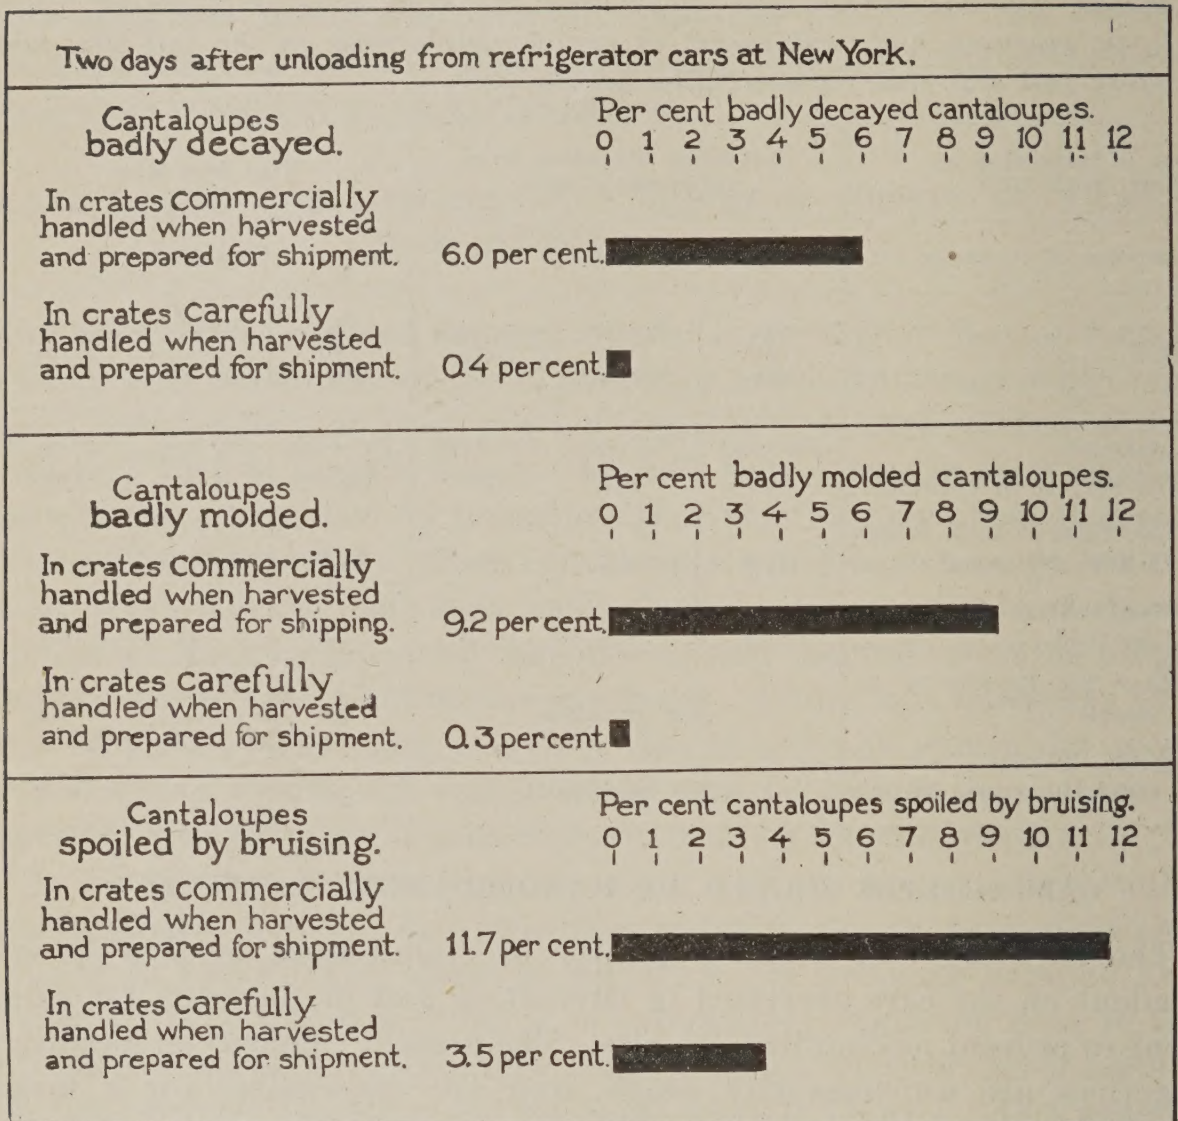 Two days after unloading from refrigerator cars at New York.
Cantaloupes
badly decayed.
Per cent badly decayed cantaloupes.
0 1 2 3 4 5 6 7 8 9 10 11 12
In crates commercially
handled when harvested
and prepared for shipment. 6.0 per cent.
In crates carefully
handled when harvested
and prepared for shipment. 0.4 per cent.
Cantaloupes
badly molded.
Per cent badly molded cantaloupes.
0 1 2 3 4 5 6 7 8 9 10 11 12
In crates commercially
handled when harvested
and prepared for shipping. 9.2 per cent.
In crates carefully
handled when harvested
and prepared for shipment. 0.3 per cent.
Cantaloupes
spoiled by bruising.
Per cent cantaloupes spoiled by bruising.
0 1 2 3 4 5 6 7 8 9 10 11 12
In crates commercially
handled when harvested
and prepared for shipment. 11.7 per cent.
In crates carefully
handled when harvested
and prepared for shipment. 3.5 per cent.